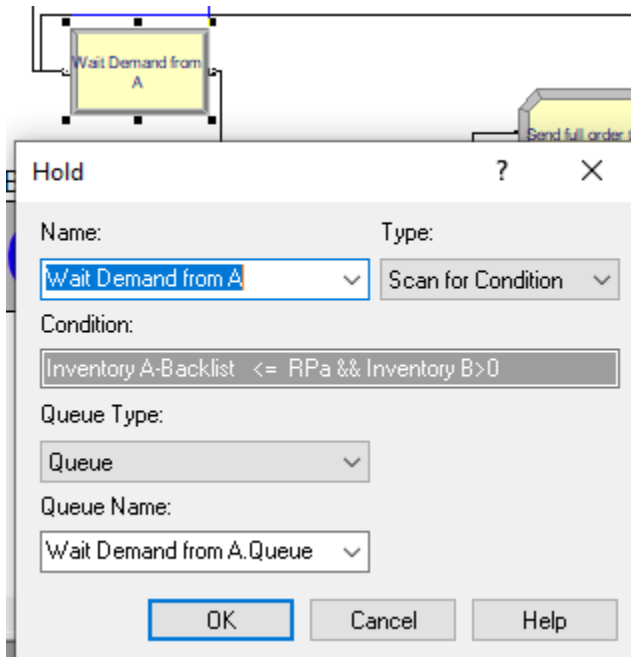 Wait Demand from
A
Send full order
Hold
?
Name:
Type:
Wait Demand from A
Scan for Condition
Condition:
Inventory A-Backlist <= RPa && Inventory B>0
Queue Type:
Queue
Queue Name:
Wait Demand from A.Queue
OK
Cancel
Help